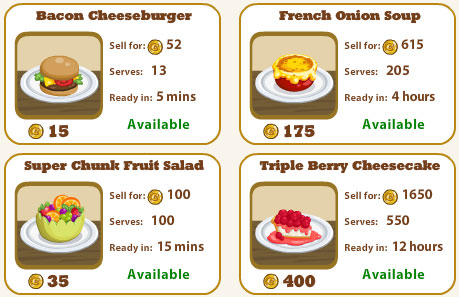 Bacon Cheeseburger
Sell for: 52
Serves: 13
Ready in: 5 mins
Available
15
French Onion Soup
Sell for: 615
Serves: 205
Ready in: 4 hours
Available
175
Super Chunk Fruit Salad
Sell for: 100
Serves: 100
Ready in: 15 mins
Available
35
Triple Berry Cheesecake
Sell for: 1650
Serves: 550
Ready in: 12 hours
Available
400